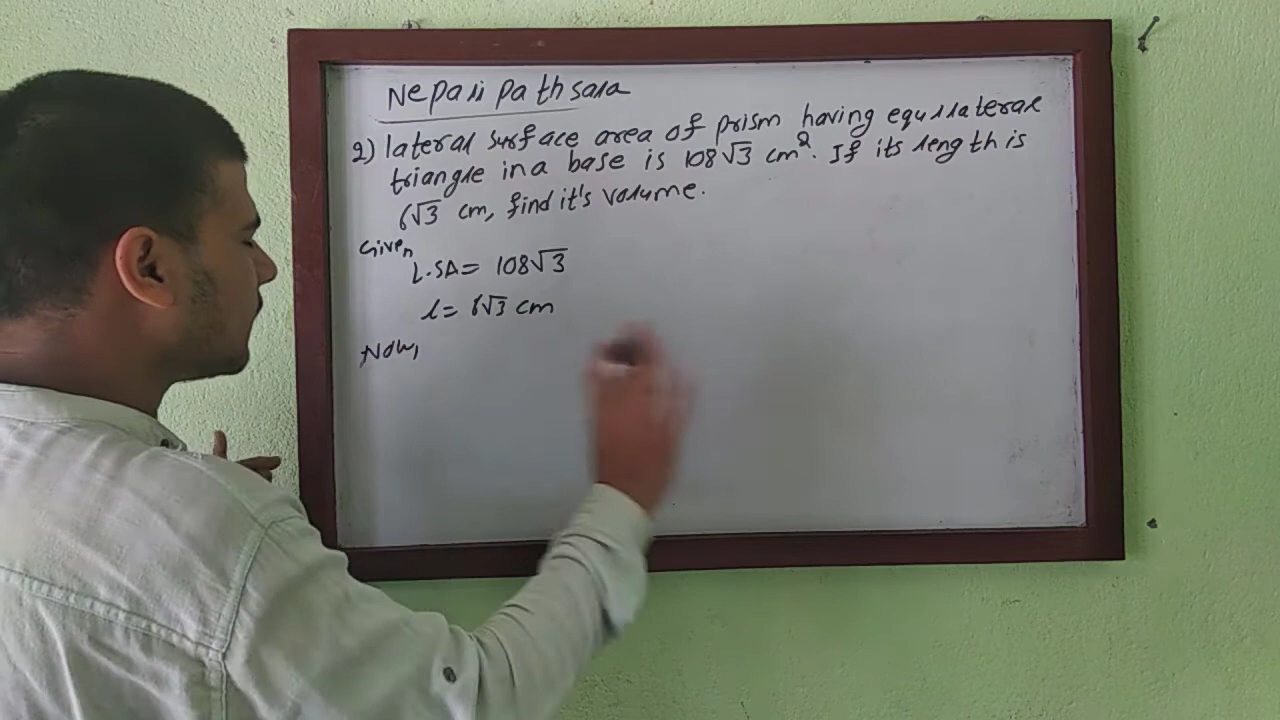 Nepali pathsala
2) lateral surface area of prism having equilateral
triangle in a base is 108√3 cm². If its length is
6√3 cm, find it's volume.
Given
L.SA = 108√3
l = 6√3 cm
Now,